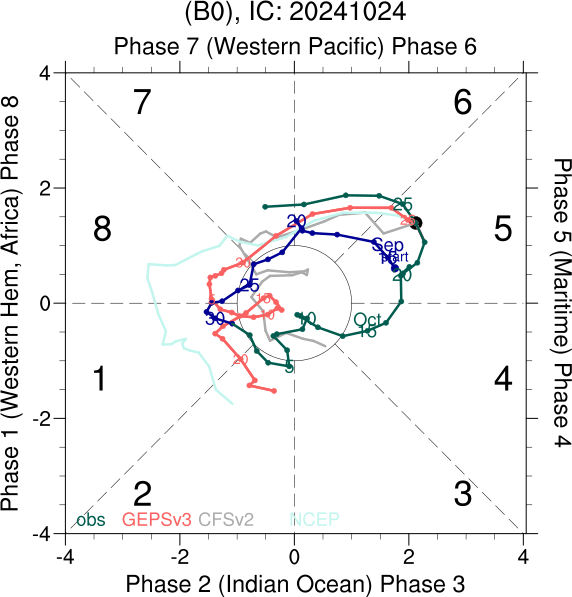 (B0), IC: 20241024
Phase 7 (Western Pacific) Phase 6
4
2
0
-2
-4
-4
-2
0
2
4
Phase 1 (Western Hem, Africa) Phase 8
Phase 5 (Maritime) Phase 4
Phase 2 (Indian Ocean) Phase 3
7
6
8
5
1
4
2
3
20
25
Sep
start
20
25
30
Oct
10
15
5
20
15
20
obs
GEPSv3
CFSv2
NCEP